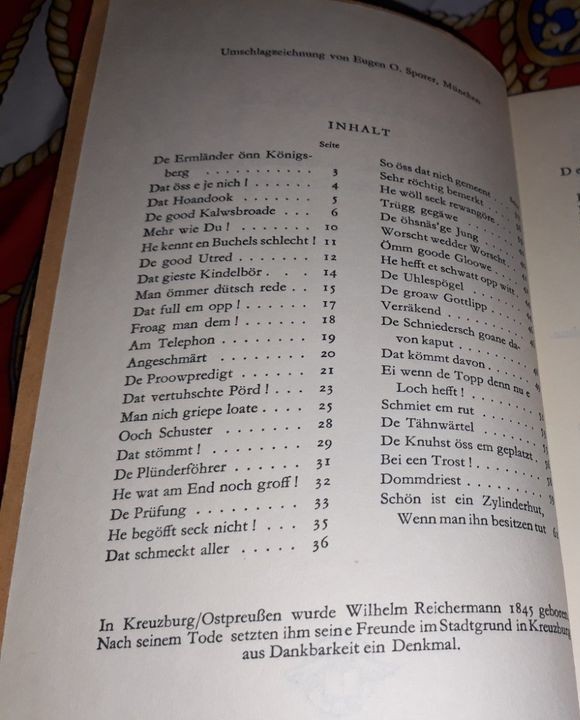 Umschlagzeichnung von Eugen O. Sporer, München
INHALT
Seite
De Ermländer önn Königs-
berg . . . . . . . . . . . 3
Dat öss e je nich ! . . . . . . 4
Dat Hoandook . . . . . . . 5
De good Kalwsbroade . . . 6
Mehr wie Du ! . . . . . . . 10
He kennt en Buchels schlecht ! 11
De good Utred . . . . . . . 12
Dat gieste Kindelbör . . . 14
Man ömmer dütsch rede . . 15
Dat full em opp ! . . . . . 17
Froag man dem ! . . . . . . 18
Am Telephon . . . . . . . 19
Angeschmärt . . . . . . . 20
De Proowpredigt . . . . . 21
Dat vertuhschte Pörd ! . . . 23
Man nich griepe loate . . . . 25
Ooch Schuster . . . . . . . 28
Dat stömmt ! . . . . . . . 29
De Plünderföhrer . . . . . 31
He wat am End noch groff ! 32
De Prüfung . . . . . . . . 33
He begöfft seck nicht ! . . . 35
Dat schmeckt aller . . . . . 36
So öss dat nich gemeent
Sehr röchtig bemerkt . . .
He wöll seck rewangöre .
Trügg gegäwe . . . . . .
De öhsnäs'ge Jung . . . .
Worscht wedder Worscht .
Ömm goode Gloowe . . .
He hefft et schwatt opp witt .
De Uhlespögel . . . . . .
De groaw Gottlipp . . . .
Verräkend . . . . . . . .
De Schniedersch goane da-
von kaput . . . . . . . .
Dat kömmt davon . . . . .
Ei wenn de Topp denn nu e
Loch hefft ! . . . . . . .
Schmiet em rut . . . . . .
De Tähnwärtel . . . . . .
De Knuhst öss em geplatzt .
Bei een Trost ! . . . . . . .
Dommdriest . . . . . . . .
Schön ist ein Zylinderhut,
Wenn man ihn besitzen tut
In Kreuzburg/Ostpreußen wurde Wilhelm Reichermann 1845 geboren
Nach seinem Tode setzten ihm seine Freunde im Stadtgrund in Kreuzburg
aus Dankbarkeit ein Denkmal.